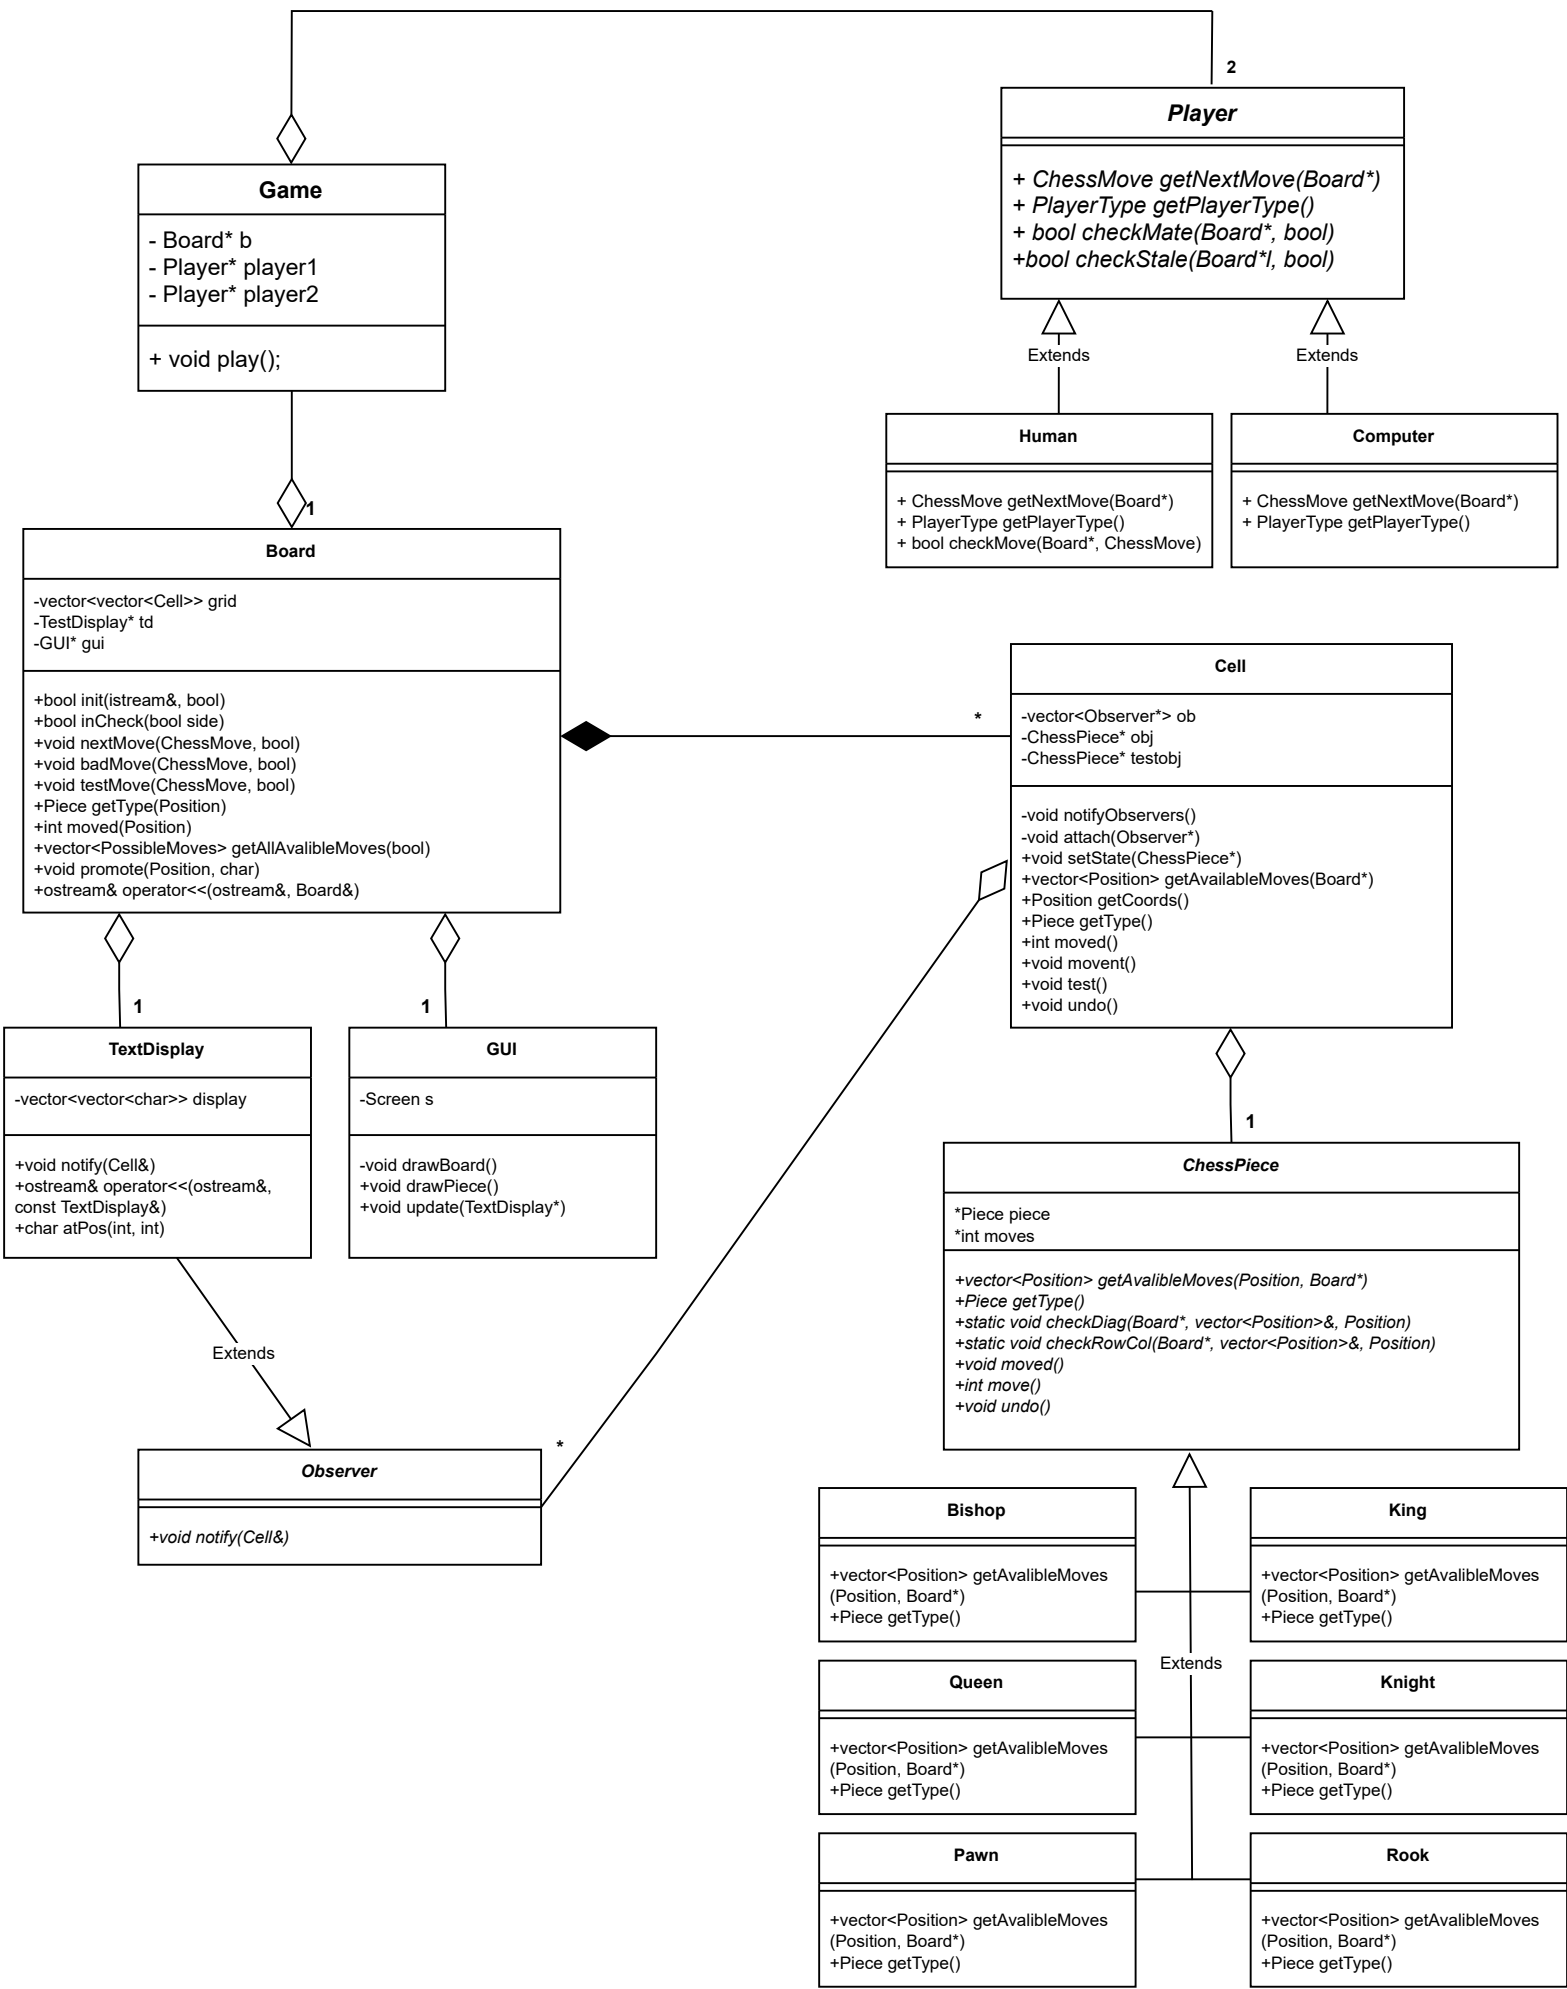 2
Player
+ ChessMove getNextMove(Board*)
+ PlayerType getPlayerType()
+ bool checkMate(Board*, bool)
+bool checkStale(Board*l, bool)
Game
- Board* b
- Player* player1
- Player* player2
+ void play();
Extends
Extends
Human
+ ChessMove getNextMove(Board*)
+ PlayerType getPlayerType()
+ bool checkMove(Board*, ChessMove)
Computer
+ ChessMove getNextMove(Board*)
+ PlayerType getPlayerType()
1
Board
-vector<vector<Cell>> grid
-TestDisplay* td
-GUI* gui
+bool init(istream&, bool)
+bool inCheck(bool side)
+void nextMove(ChessMove, bool)
+void badMove(ChessMove, bool)
+void testMove(ChessMove, bool)
+Piece getType(Position)
+int moved(Position)
+vector<PossibleMoves> getAllAvalibleMoves(bool)
+void promote(Position, char)
+ostream& operator<<(ostream&, Board&)
*
Cell
-vector<Observer*> ob
-ChessPiece* obj
-ChessPiece* testobj
-void notifyObservers()
-void attach(Observer*)
+void setState(ChessPiece*)
+vector<Position> getAvailableMoves(Board*)
+Position getCoords()
+Piece getType()
+int moved()
+void movent()
+void test()
+void undo()
1
1
TextDisplay
-vector<vector<char>> display
+void notify(Cell&)
+ostream& operator<<(ostream&,
const TextDisplay&)
+char atPos(int, int)
GUI
-Screen s
-void drawBoard()
+void drawPiece()
+void update(TextDisplay*)
1
ChessPiece
*Piece piece
*int moves
+vector<Position> getAvalibleMoves(Position, Board*)
+Piece getType()
+static void checkDiag(Board*, vector<Position>&, Position)
+static void checkRowCol(Board*, vector<Position>&, Position)
+void moved()
+int move()
+void undo()
Extends
*
Observer
+void notify(Cell&)
Bishop
+vector<Position> getAvalibleMoves
(Position, Board*)
+Piece getType()
King
+vector<Position> getAvalibleMoves
(Position, Board*)
+Piece getType()
Extends
Queen
+vector<Position> getAvalibleMoves
(Position, Board*)
+Piece getType()
Knight
+vector<Position> getAvalibleMoves
(Position, Board*)
+Piece getType()
Pawn
+vector<Position> getAvalibleMoves
(Position, Board*)
+Piece getType()
Rook
+vector<Position> getAvalibleMoves
(Position, Board*)
+Piece getType()